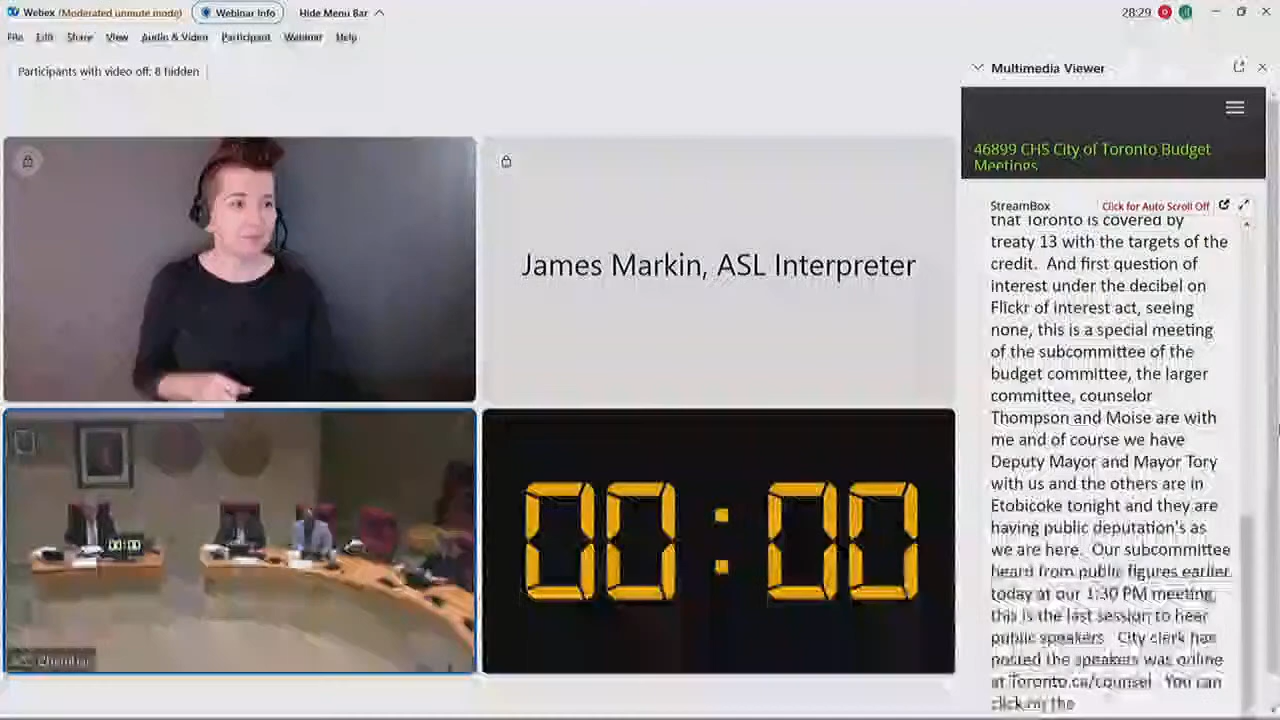 Webex (Moderated unmute mode) Webinar Info Hide Menu Bar 28:29
File Edit Share View Audio & Video Participant Webinar Help
Participants with video off: 8 hidden
Multimedia Viewer
46899 CHS City of Toronto Budget
Meetings
StreamBox Click for Auto Scroll Off
that Toronto is covered by
treaty 13 with the targets of the
credit. And first question of
interest under the decibel on
Flickr of interest act, seeing
none, this is a special meeting
of the subcommittee of the
budget committee, the larger
committee, counselor
Thompson and Moise are with
me and of course we have
Deputy Mayor and Mayor Tory
with us and the others are in
Etobicoke tonight and they are
having public deputation's as
we are here. Our subcommittee
heard from public figures earlier
today at our 1:30 PM meeting,
this is the last session to hear
public speakers City clerk has
posted the speakers was online
at Toronto.ca/counsel. You can
click on the
James Markin, ASL Interpreter
00:00
00:00
Chamber